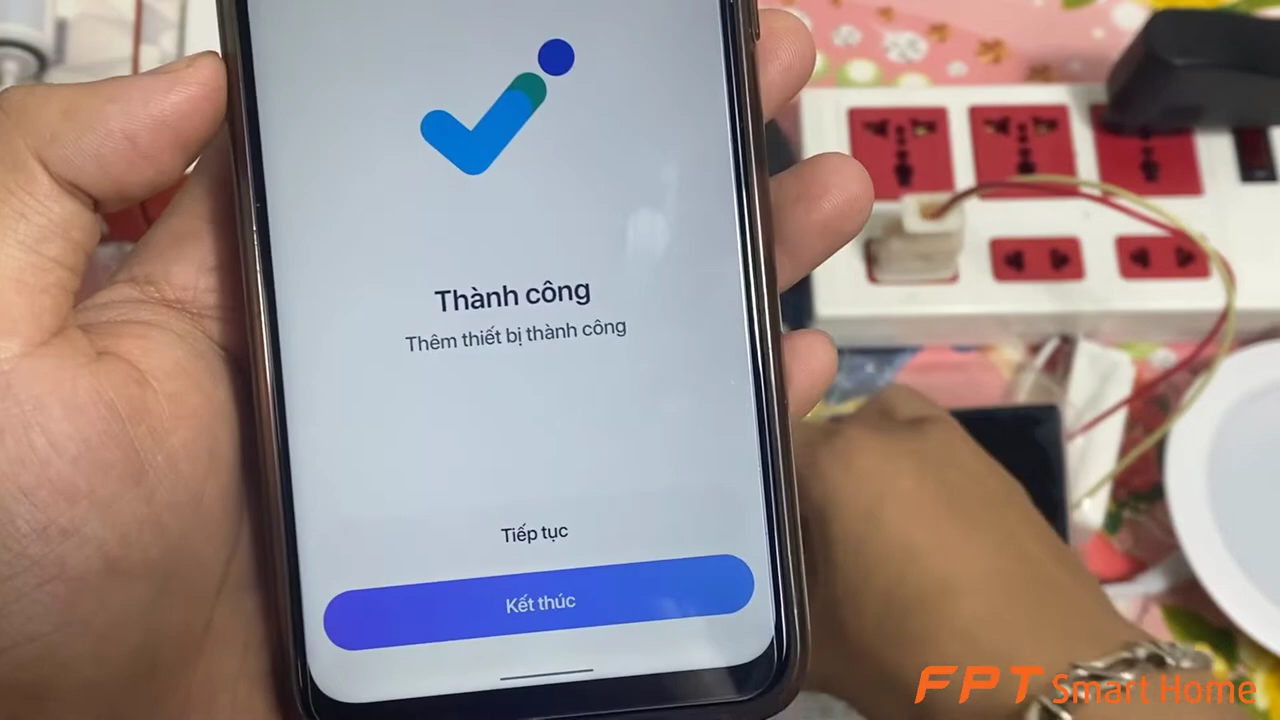 Thành công
Thêm thiết bị thành công
Tiếp tục
Kết thúc
FPT Smart Home